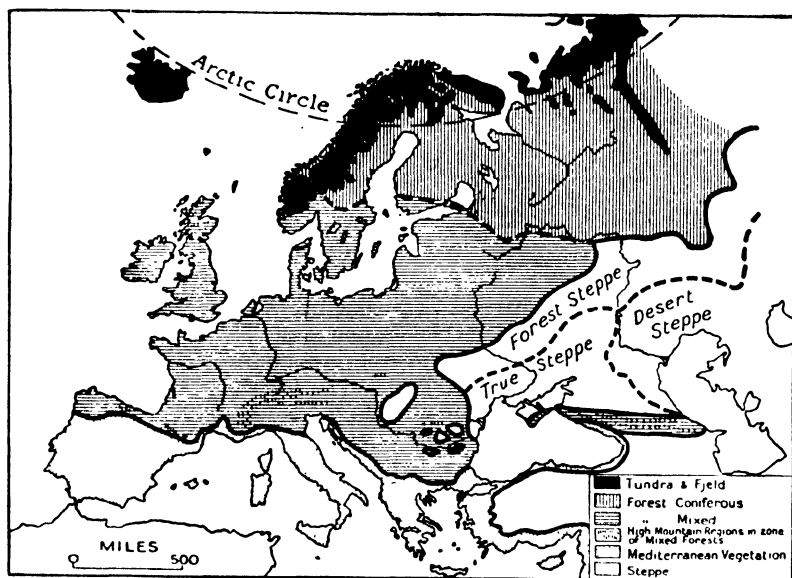 Arctic Circle
Forest Steppe
Desert
Steppe
True Steppe
Tundra & Fjeld
Forest Coniferous
" Mixed
High Mountain Regions in zone
of Mixed Forests
Mediterranean Vegetation
Steppe
MILES
0 500